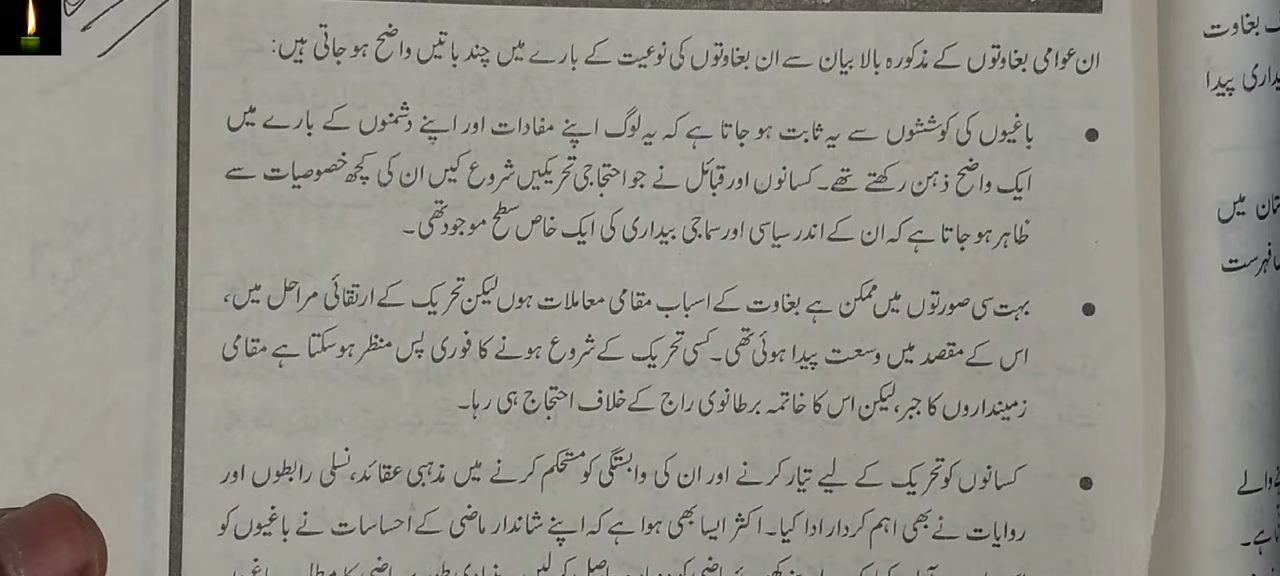 ان عوامی بغاوتوں کے مذکورہ بالا بیان سے ان بغاوتوں کی نوعیت کے بارے میں چند باتیں واضح ہو جاتی ہیں:
● باغیوں کی کوششوں سے یہ ثابت ہو جاتا ہے کہ یہ لوگ اپنے مفادات اور اپنے دشمنوں کے بارے میں
ایک واضح ذہن رکھتے تھے۔ کسانوں اور قبائل نے جو احتجاجی تحریکیں شروع کیں ان کی کچھ خصوصیات سے
ظاہر ہو جاتا ہے کہ ان کے اندر سیاسی اور سماجی بیداری کی ایک خاص سطح موجود تھی۔
● بہت سی صورتوں میں ممکن ہے بغاوت کے اسباب مقامی معاملات ہوں لیکن تحریک کے ارتقائی مراحل میں،
اس کے مقصد میں وسعت پیدا ہوئی تھی۔ کسی تحریک کے شروع ہونے کا فوری پس منظر ہو سکتا ہے مقامی
زمینداروں کا جبر، لیکن اس کا خاتمہ برطانوی راج کے خلاف احتجاج ہی رہا۔
● کسانوں کو تحریک کے لیے تیار کرنے اور ان کی وابستگی کو مستحکم کرنے میں مذہبی عقائد، نسلی رابطوں اور
روایات نے بھی اہم کردار ادا کیا۔ اکثر ایسا بھی ہوا ہے کہ اپنے شاندار ماضی کے احساسات نے باغیوں کو
بغاوت
پیدا
میں
فہرست
والے
ہے۔